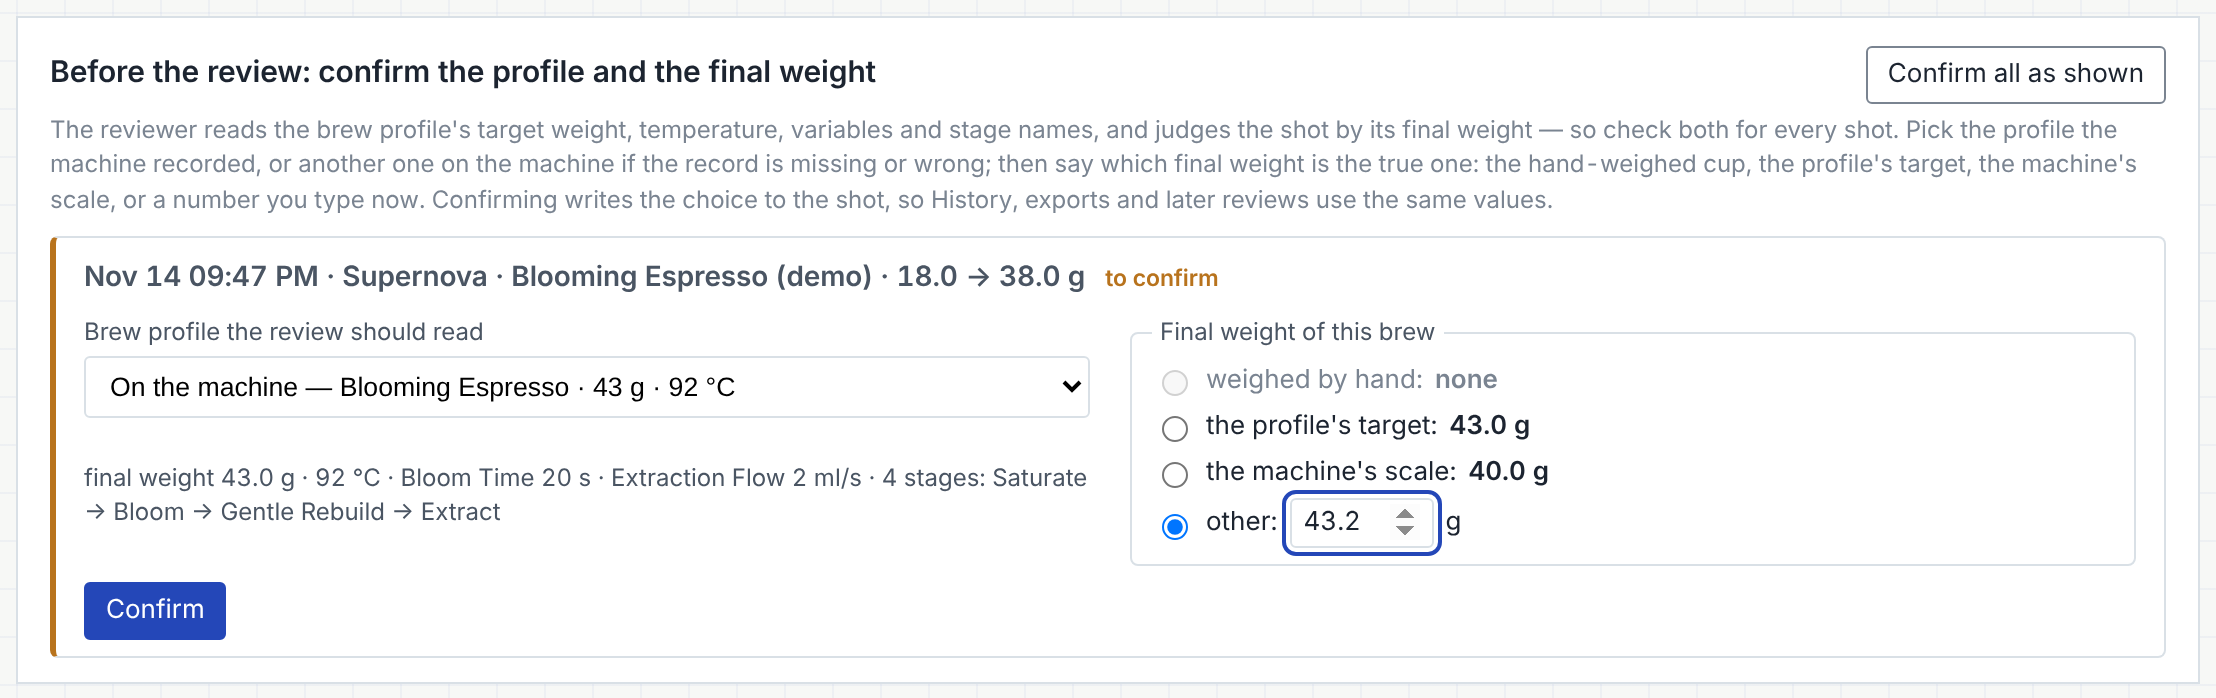 Before the review: confirm the profile and the final weight
Confirm all as shown
The reviewer reads the brew profile's target weight, temperature, variables and stage names, and judges the shot by its final weight — so check both for every shot. Pick the profile the
machine recorded, or another one on the machine if the record is missing or wrong; then say which final weight is the true one: the hand-weighed cup, the profile's target, the machine's
scale, or a number you type now. Confirming writes the choice to the shot, so History, exports and later reviews use the same values.
Nov 14 09:47 PM · Supernova · Blooming Espresso (demo) · 18.0 → 38.0 g to confirm
Brew profile the review should read
On the machine — Blooming Espresso · 43 g · 92 °C
final weight 43.0 g · 92 °C · Bloom Time 20 s · Extraction Flow 2 ml/s · 4 stages: Saturate
→ Bloom → Gentle Rebuild → Extract
Confirm
Final weight of this brew
weighed by hand: none
the profile's target: 43.0 g
the machine's scale: 40.0 g
other: 43.2 g